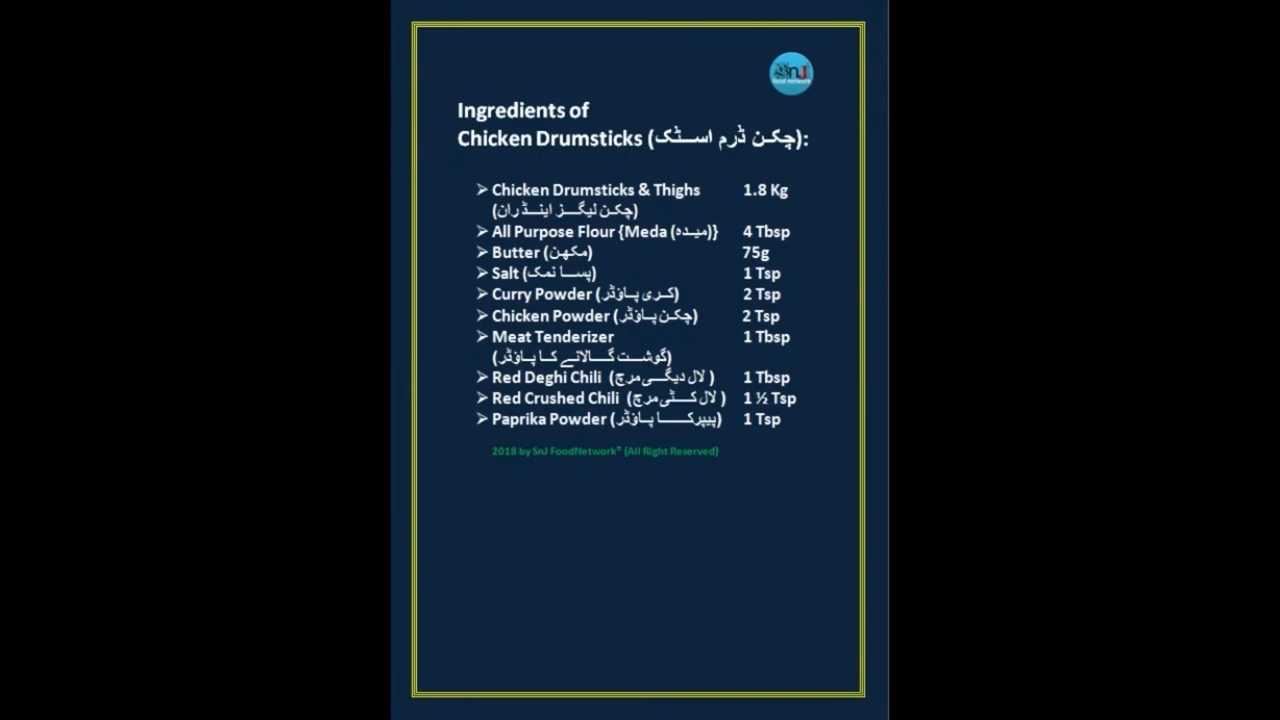 SnJ
food network
Ingredients of
Chicken Drumsticks (چکن ڈرم اسٹک):
➢ Chicken Drumsticks & Thighs 1.8 Kg
(چکن لیگز اینڈ ران)
➢ All Purpose Flour {Meda (میدہ)} 4 Tbsp
➢ Butter (مکھن) 75g
➢ Salt (پسا نمک) 1 Tsp
➢ Curry Powder (کری پاؤڈر) 2 Tsp
➢ Chicken Powder (چکن پاؤڈر) 2 Tsp
➢ Meat Tenderizer 1 Tbsp
(گوشت گالانے کا پاؤڈر)
➢ Red Deghi Chili (لال دیگی مرچ ) 1 Tbsp
➢ Red Crushed Chili (لال کٹی مرچ ) 1 ½ Tsp
➢ Paprika Powder (پیپرکا پاؤڈر) 1 Tsp
2018 by SnJ FoodNetwork® (All Right Reserved)